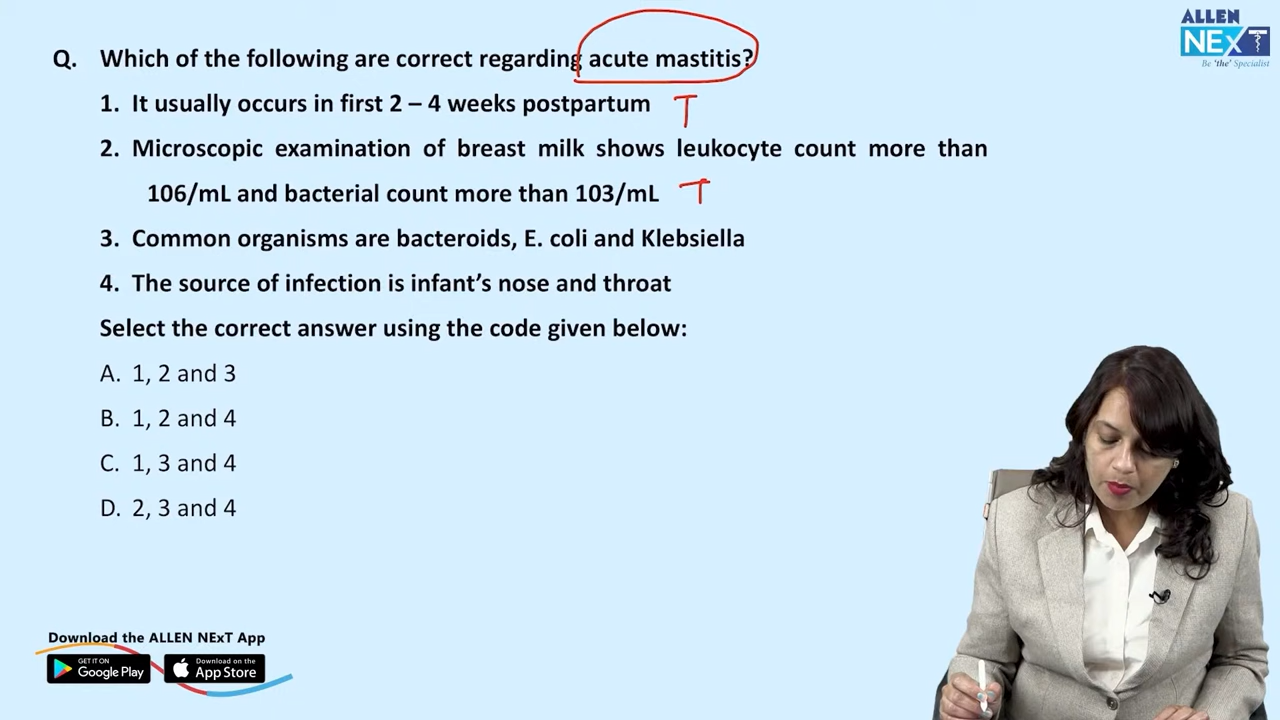 ALLEN
NExT
Be 'the' Specialist
Q. Which of the following are correct regarding acute mastitis?
1. It usually occurs in first 2 – 4 weeks postpartum T
2. Microscopic examination of breast milk shows leukocyte count more than
106/mL and bacterial count more than 103/mL T
3. Common organisms are bacteroids, E. coli and Klebsiella
4. The source of infection is infant's nose and throat
Select the correct answer using the code given below:
A. 1, 2 and 3
B. 1, 2 and 4
C. 1, 3 and 4
D. 2, 3 and 4
Download the ALLEN NExT App
GET IT ON
Google Play
Download on the
App Store